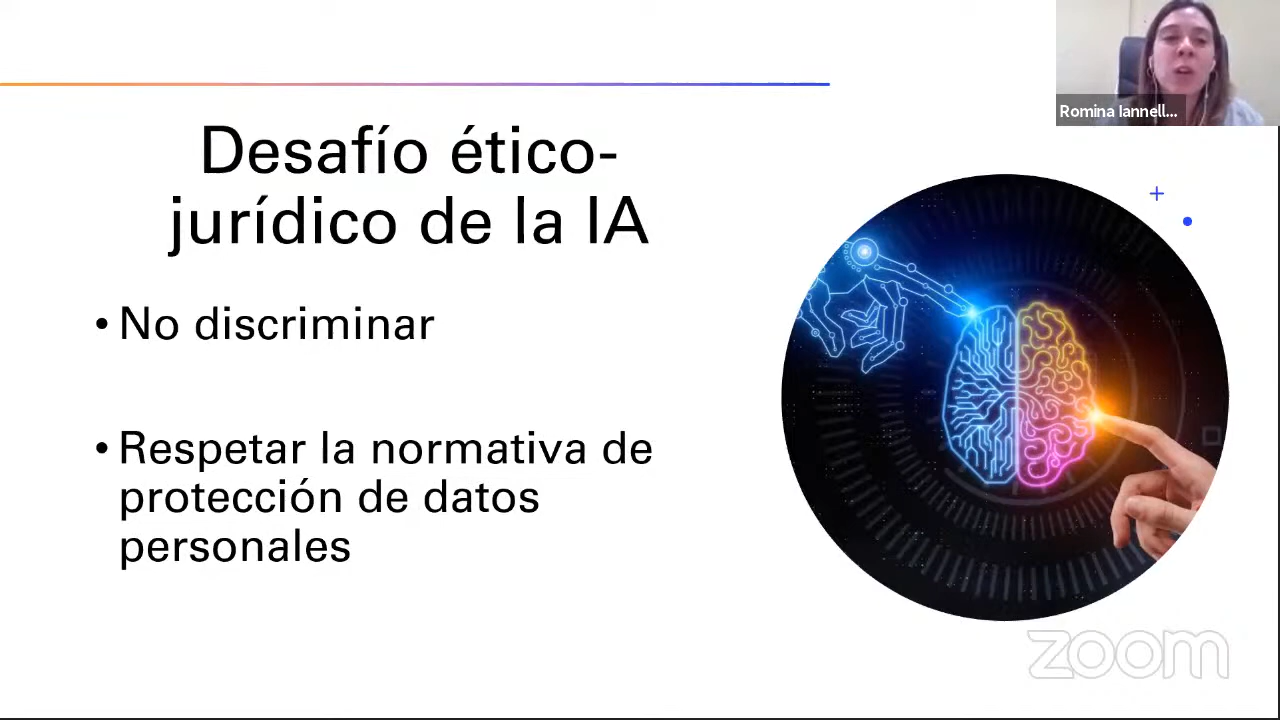 Romina Iannell...
Desafío ético-
jurídico de la IA
• No discriminar
• Respetar la normativa de
protección de datos
personales
zoom